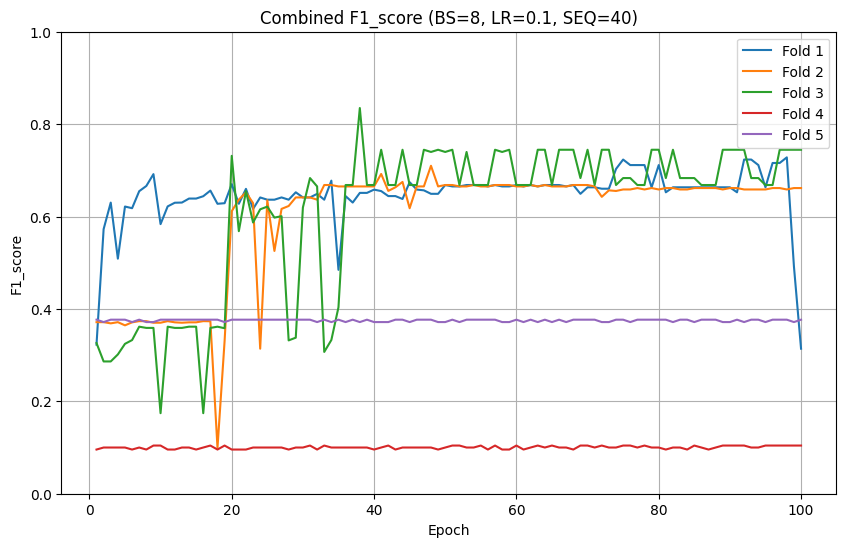 Combined F1_score (BS=8, LR=0.1, SEQ=40)
1.0
0.8
0.6
0.4
0.2
0.0
F1_score
0
20
40
60
80
100
Epoch
Fold 1
Fold 2
Fold 3
Fold 4
Fold 5